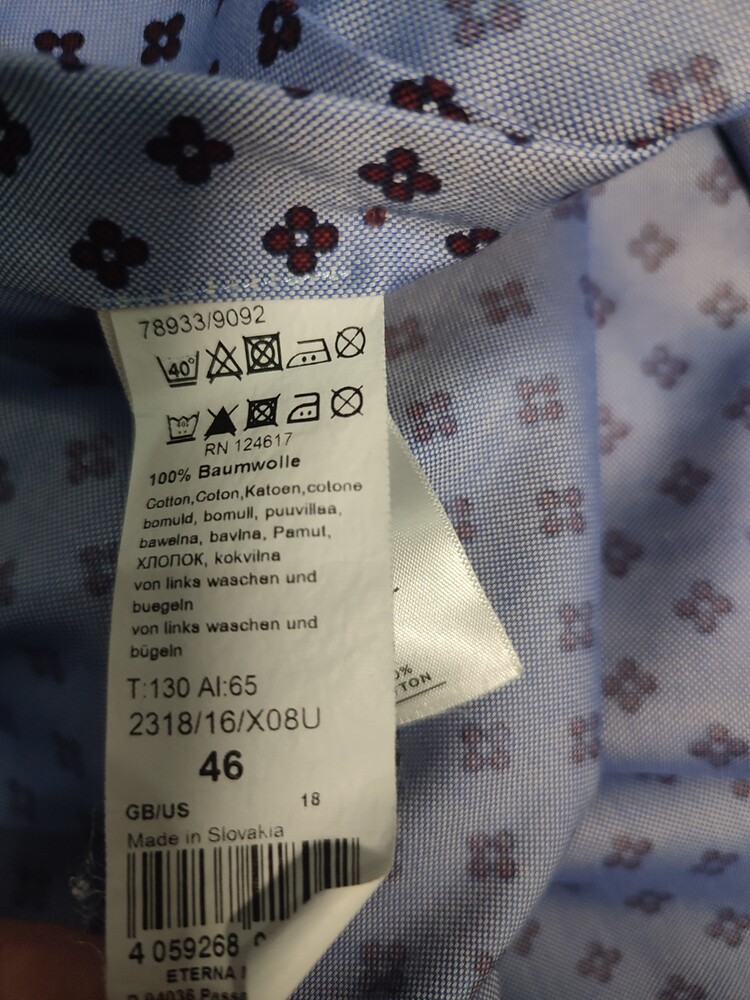 78933/9092
40°
RN 124617
100% Baumwolle
Cotton,Coton,Katoen,cotone
bomuld, bomull, puuvillaa,
bawelna, bavlna, Pamut,
ХЛОПОК, kokvilna
von links waschen und
buegeln
von links waschen und
bügeln
T:130 Al:65
2318/16/X08U
46
GB/US 18
Made in Slovakia
4 059268
ETERNA